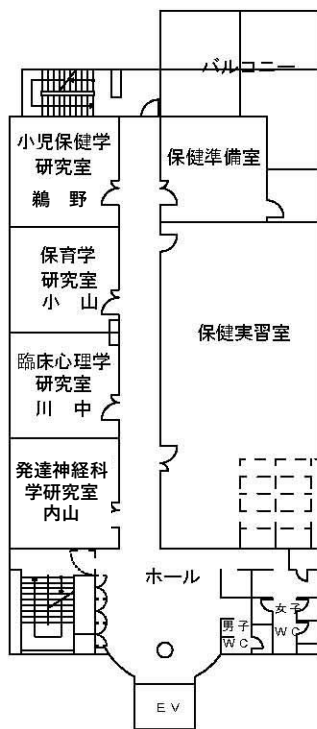 バルコニー
小児保健学
研究室
鵜 野
保健準備室
保育学
研究室
小 山
保健実習室
臨床心理学
研究室
川 中
発達神経科
学研究室
内山
ホール
男子
WC
女子
WC
EV